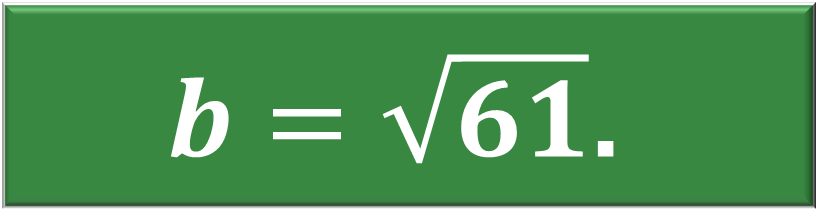 b = √61.